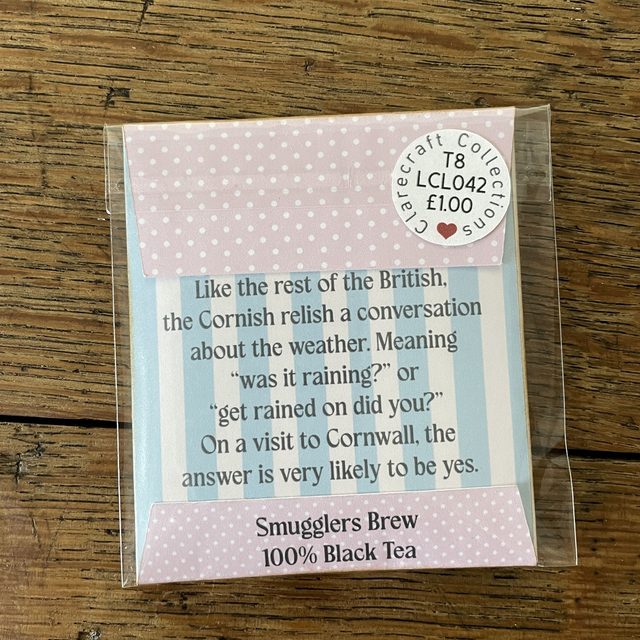 Clarecraft Collections
T8
LCL042
£1.00
Like the rest of the British,
the Cornish relish a conversation
about the weather. Meaning
“was it raining?” or
“get rained on did you?”
On a visit to Cornwall, the
answer is very likely to be yes.
Smugglers Brew
100% Black Tea